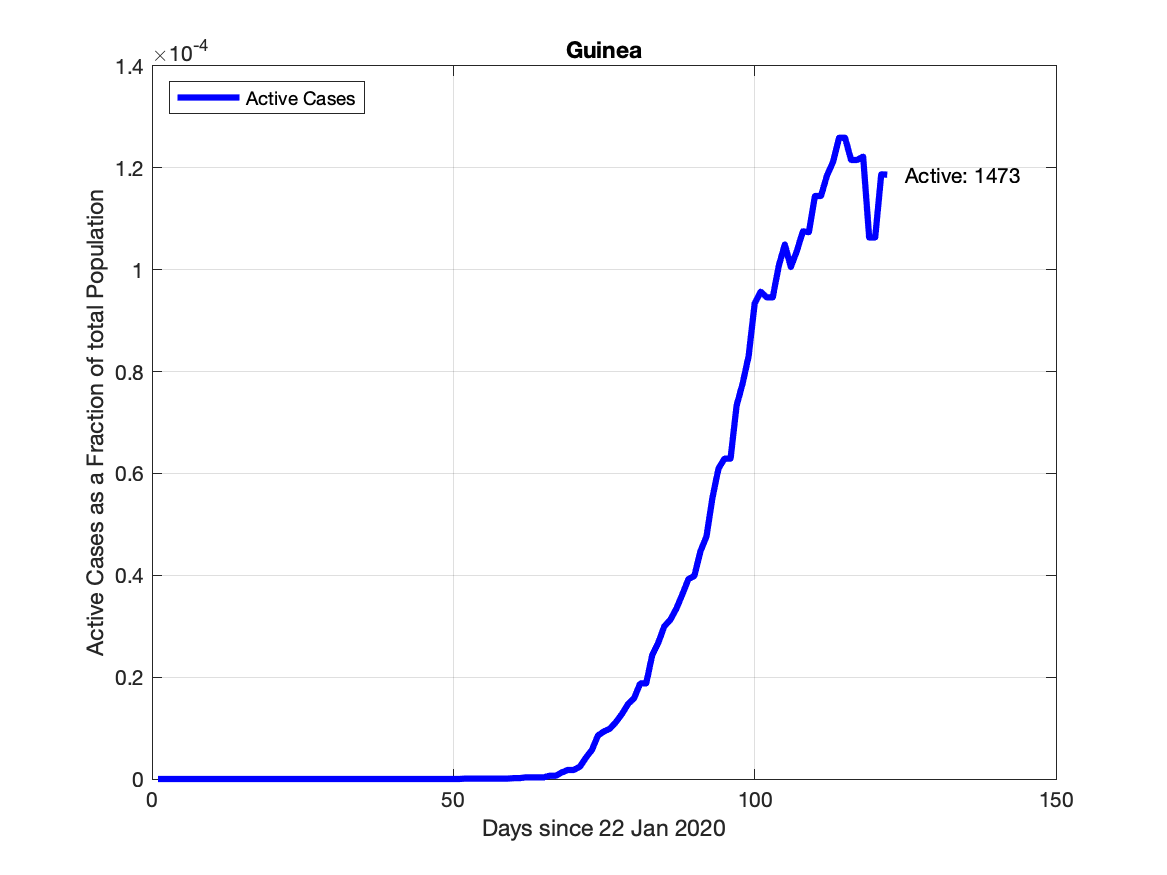 Guinea
×10-4
Active Cases
1.4
1.2
1
0.8
0.6
0.4
0.2
0
Active: 1473
Active Cases as a Fraction of total Population
0 50 100 150
Days since 22 Jan 2020